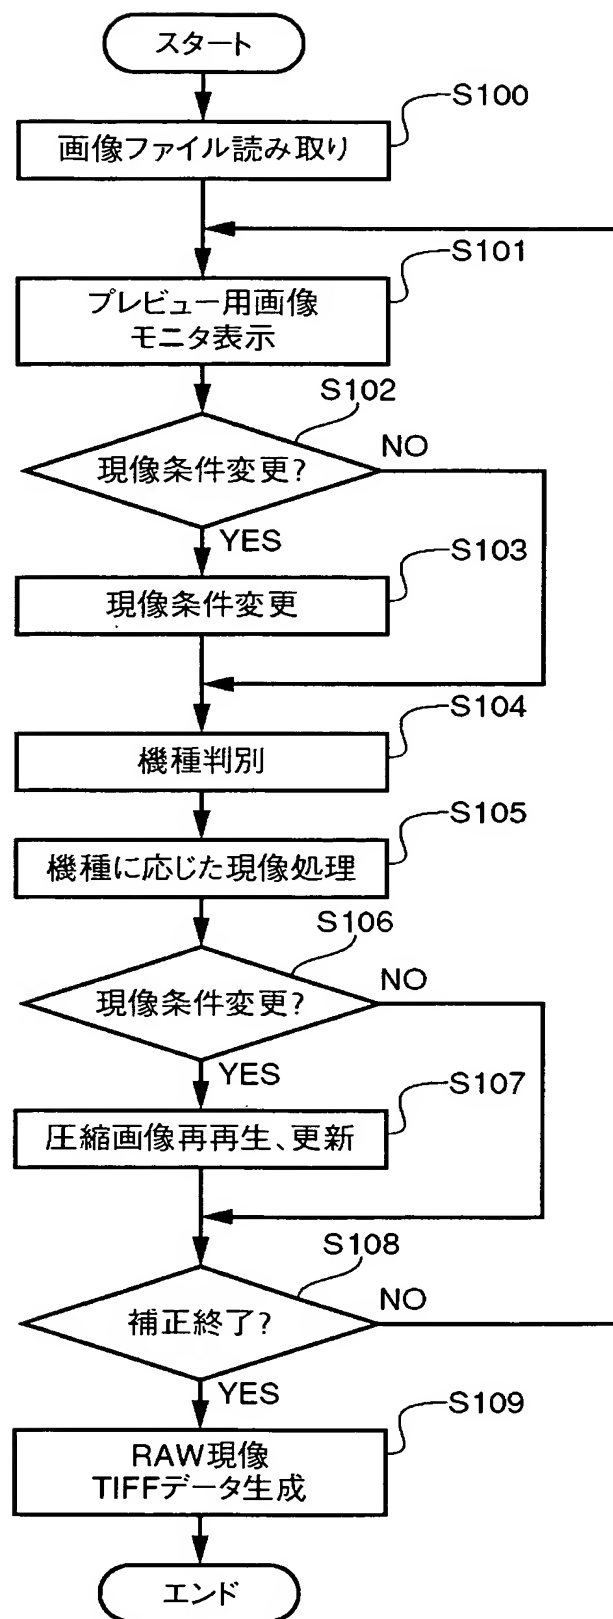 スタート
S100
画像ファイル読み取り
S101
プレビュー用画像
モニタ表示
S102
現像条件変更?
NO
YES
S103
現像条件変更
S104
機種判別
S105
機種に応じた現像処理
S106
現像条件変更?
NO
YES
S107
圧縮画像再再生、更新
S108
補正終了?
NO
YES
S109
RAW現像
TIFFデータ生成
エンド